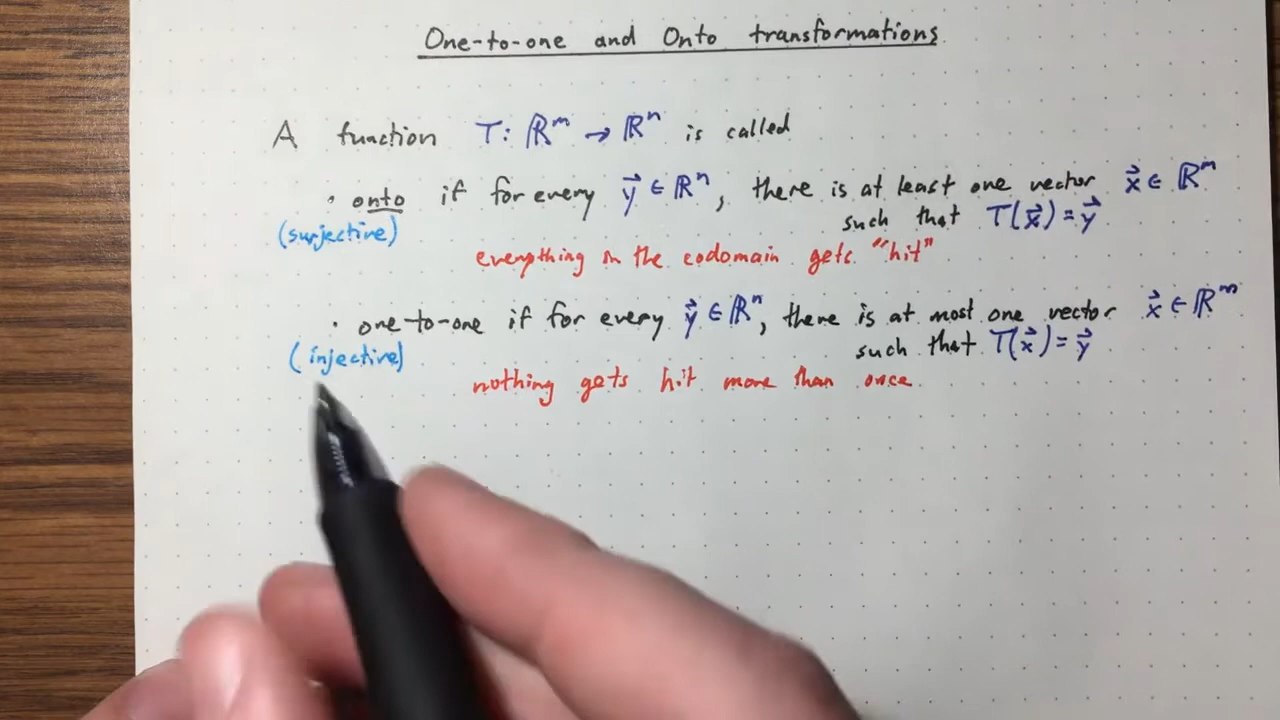 One-to-one and Onto transformations
A function T: ℝᵐ → ℝⁿ is called
· onto if for every y⃗ ∈ ℝⁿ, there is at least one vector x⃗ ∈ ℝᵐ
such that T(x⃗) = y⃗
(surjective)
everything in the codomain gets "hit"
· one-to-one if for every y⃗ ∈ ℝⁿ, there is at most one vector x⃗ ∈ ℝᵐ
such that T(x⃗) = y⃗
(injective)
nothing gets hit more than once